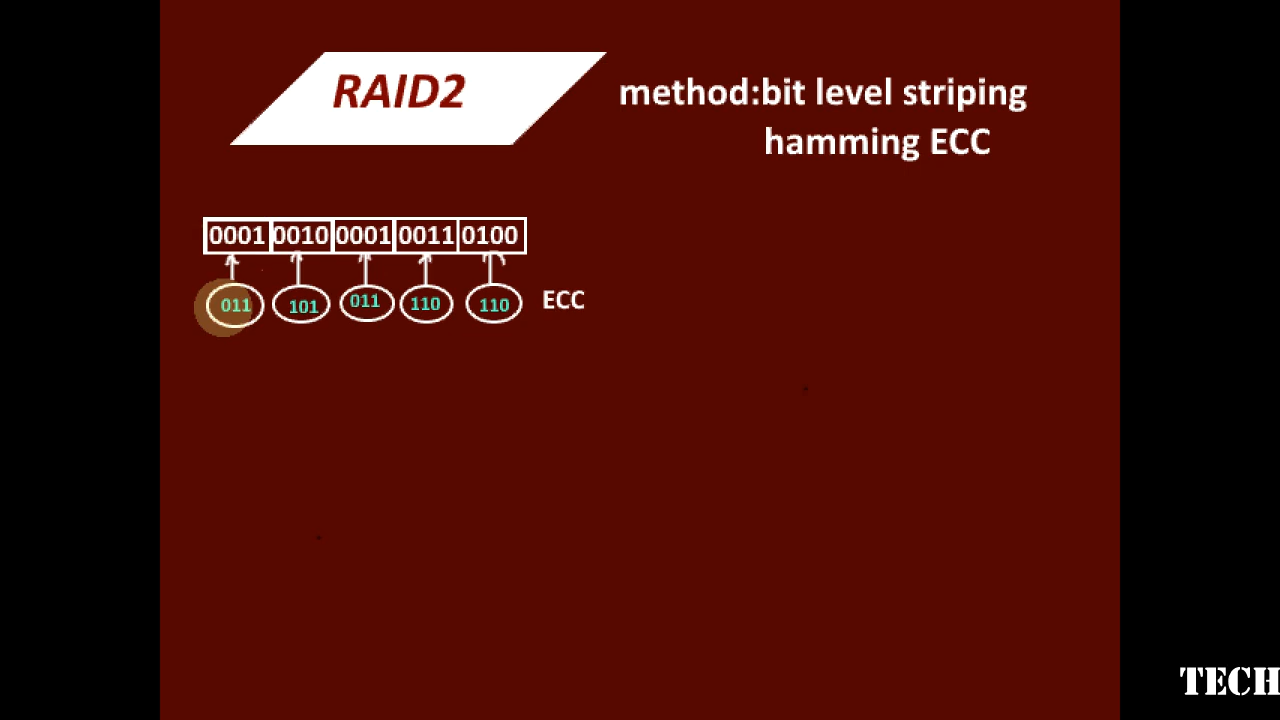 RAID2
method:bit level striping
hamming ECC
0001 0010 0001 0011 0100
011 101 011 110 110 ECC
TECH